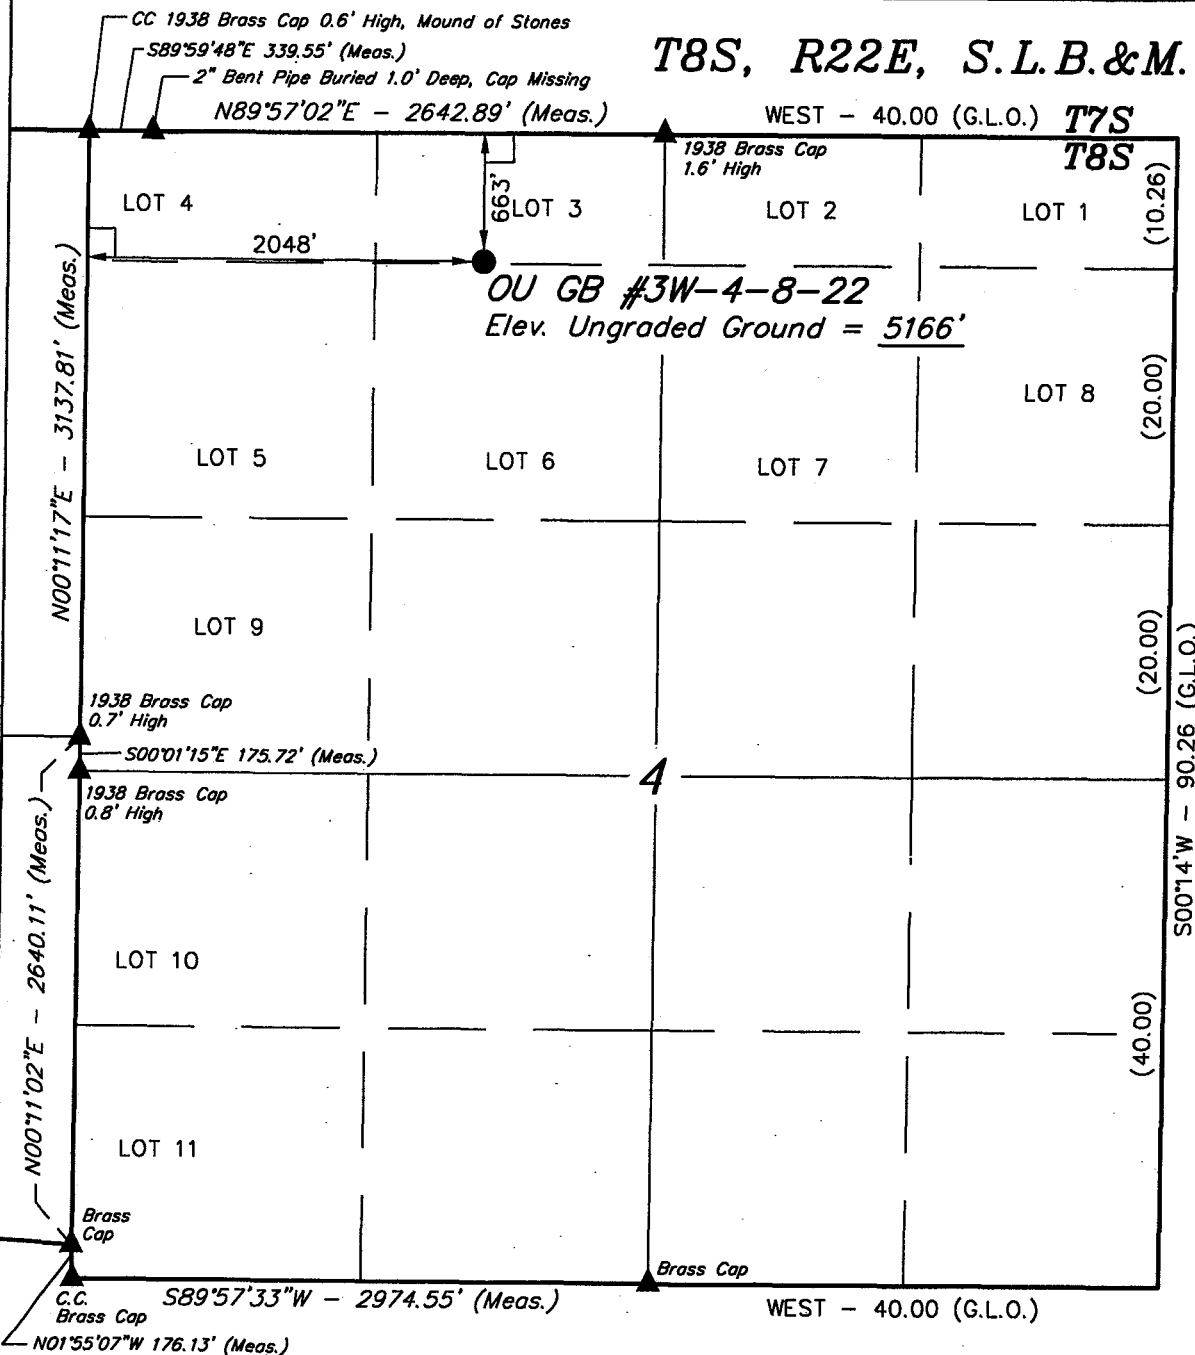 CC 1938 Brass Cap 0.6' High, Mound of Stones
S89°59'48"E 339.55' (Meas.)
2" Bent Pipe Buried 1.0' Deep, Cap Missing
T8S, R22E, S.L.B.&M.
N89°57'02"E - 2642.89' (Meas.)
WEST - 40.00 (G.L.O.)
T7S
T8S
1938 Brass Cap
1.6' High
LOT 4
663'
LOT 3
LOT 2
LOT 1
(10.26)
2048'
OU GB #3W-4-8-22
Elev. Ungraded Ground = 5166'
N00°11'17"E - 3137.81' (Meas.)
LOT 8
(20.00)
LOT 5
LOT 6
LOT 7
LOT 9
(20.00)
S00°14'W - 90.26 (G.L.O.)
1938 Brass Cap
0.7' High
S00°01'15"E 175.72' (Meas.)
4
1938 Brass Cap
0.8' High
N00°11'02"E - 2640.11' (Meas.)
LOT 10
(40.00)
LOT 11
Brass
Cap
Brass Cap
C.C.
Brass Cap
S89°57'33"W - 2974.55' (Meas.)
WEST - 40.00 (G.L.O.)
N01°55'07"W 176.13' (Meas.)